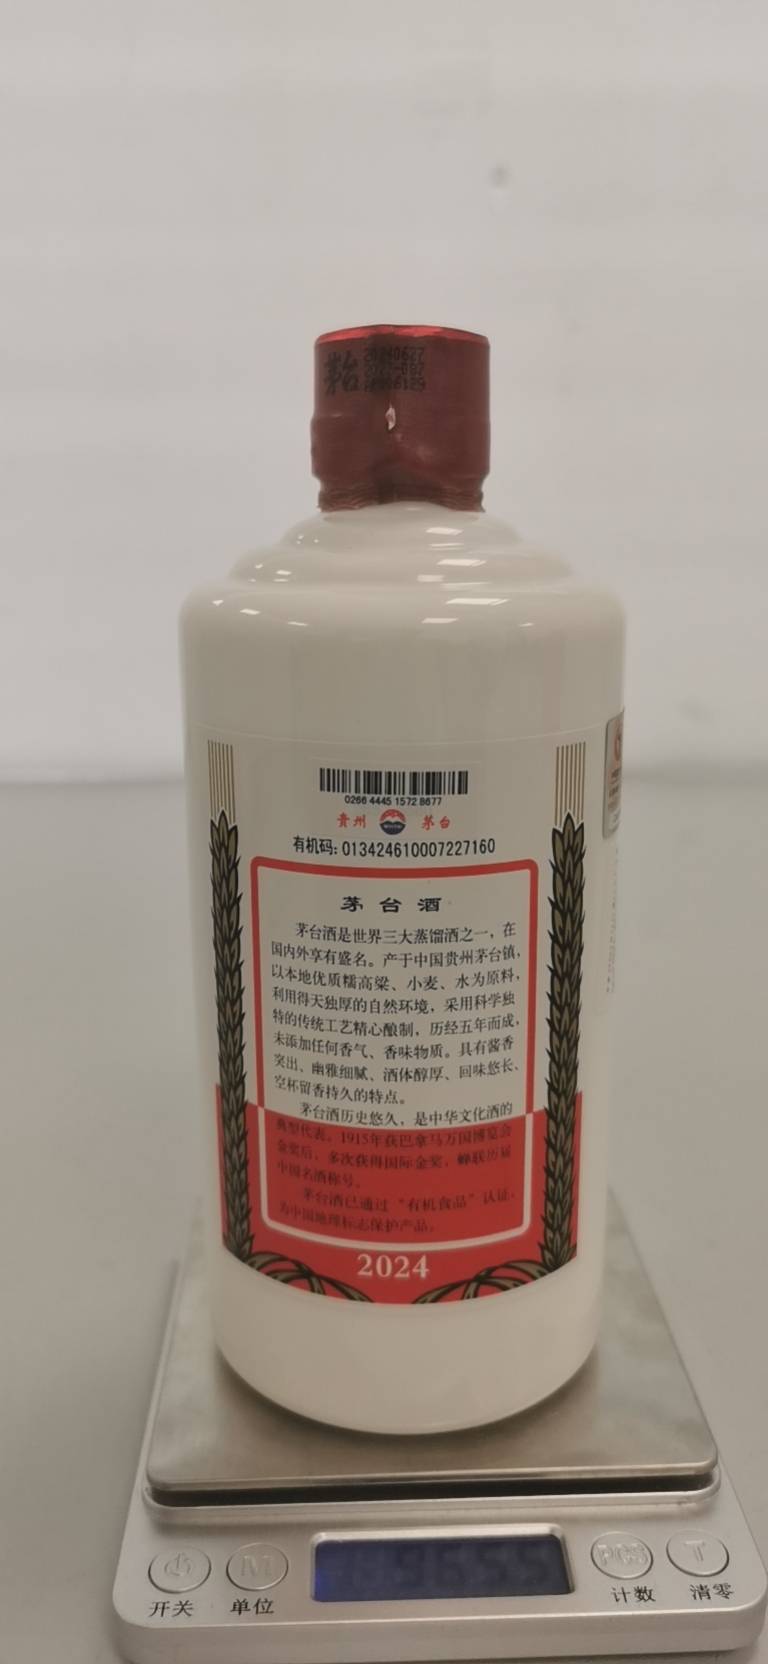 茅台
20240627
0266 4445 1572 8677
贵州 茅台
有机码: 013424610007227160
茅台酒
茅台酒是世界三大蒸馏酒之一，在
国内外享有盛名。产于中国贵州茅台镇，
以本地优质糯高粱、小麦、水为原料，
利用得天独厚的自然环境，采用科学独
特的传统工艺精心酿制，历经五年而成，
未添加任何香气、香味物质。具有酱香
突出、幽雅细腻、酒体醇厚、回味悠长、
空杯留香持久的特点。
茅台酒历史悠久，是中华文化酒的
典型代表。1915年获巴拿马万国博览会
金奖后，多次获得国际金奖，蝉联历届
中国名酒称号。
茅台酒已通过“有机食品”认证，
为中国地理标志保护产品。
2024
M PCS T
开关 单位 计数 清零